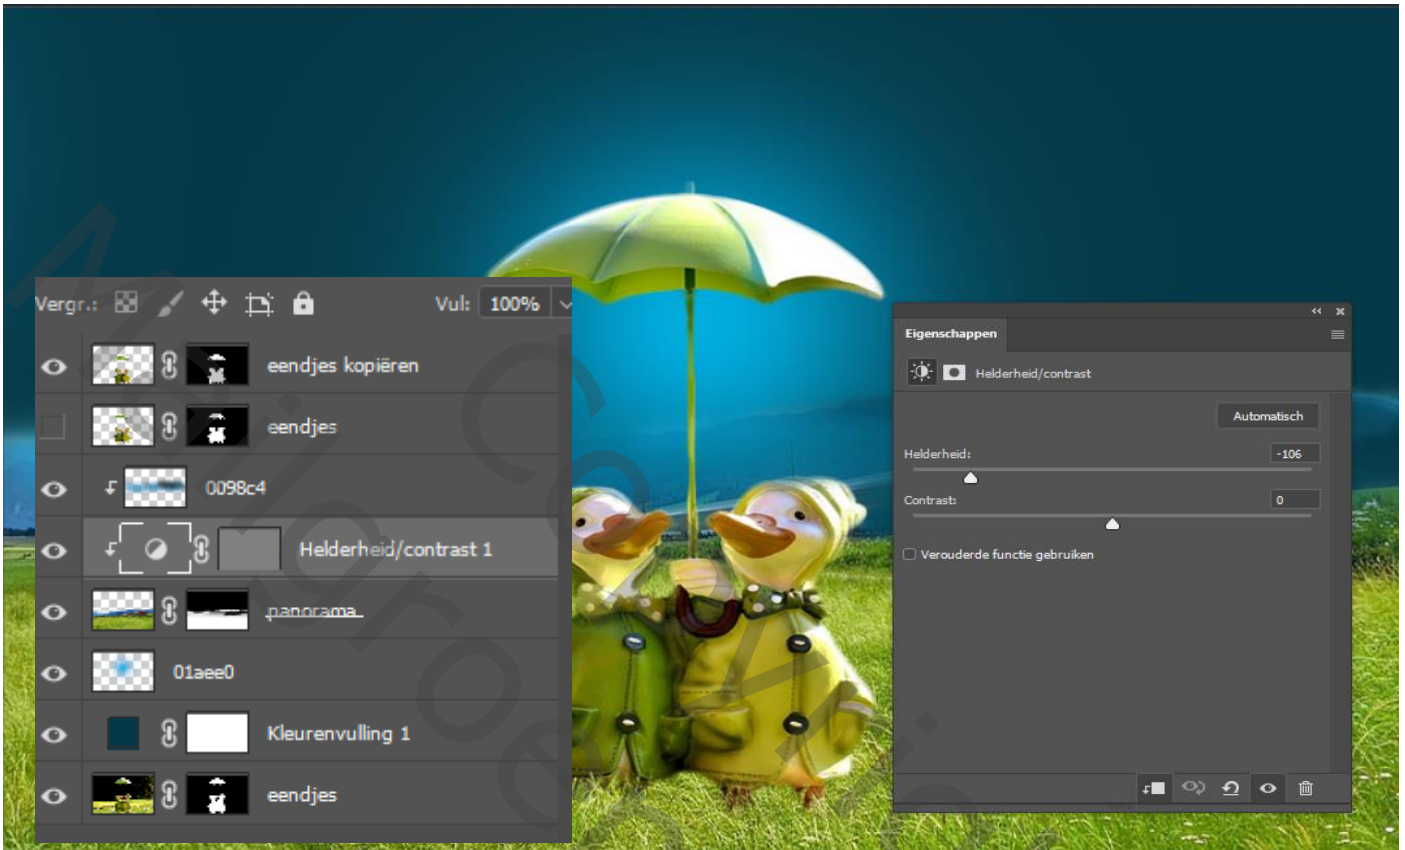 Vergr.:
Vul: 100%
eendjes kopiëren
eendjes
0098c4
Helderheid/contrast 1
panorama
01aee0
Kleurenvulling 1
eendjes
Eigenschappen
Helderheid/contrast
Automatisch
Helderheid: -106
Contrast: 0
Verouderde functie gebruiken